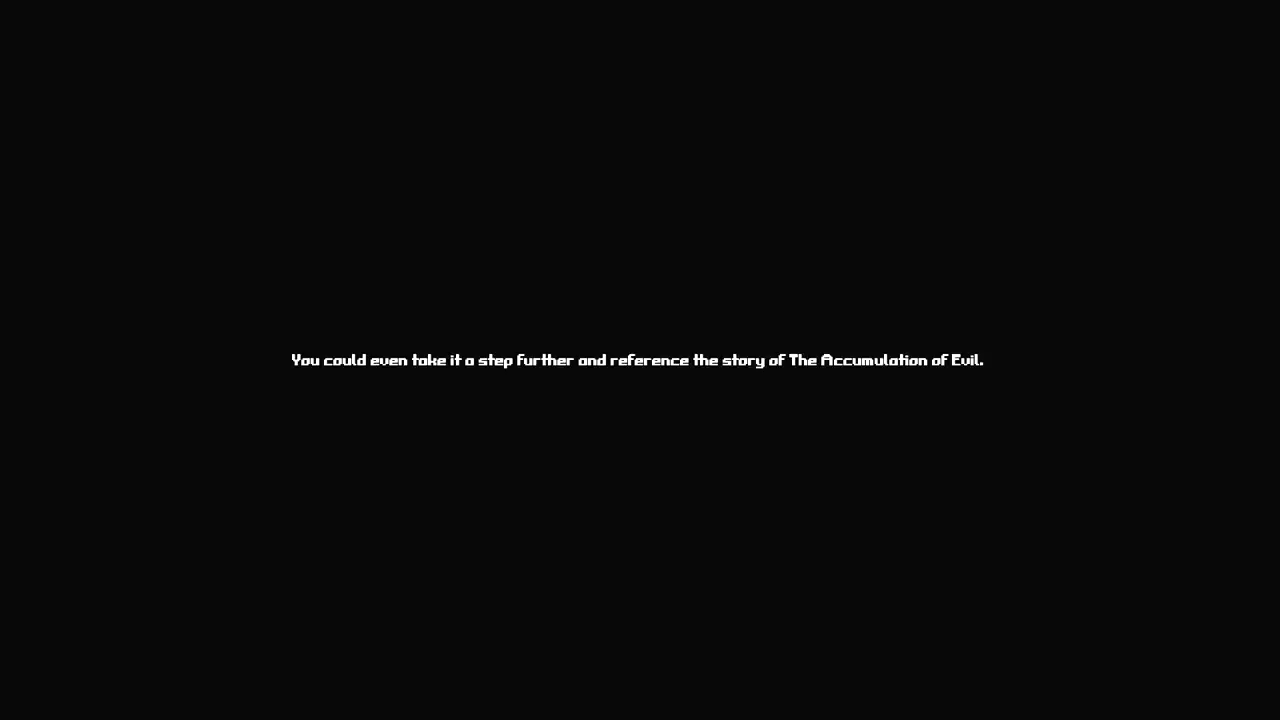 You could even take it a step further and reference the story of The Accumulation of Evil.